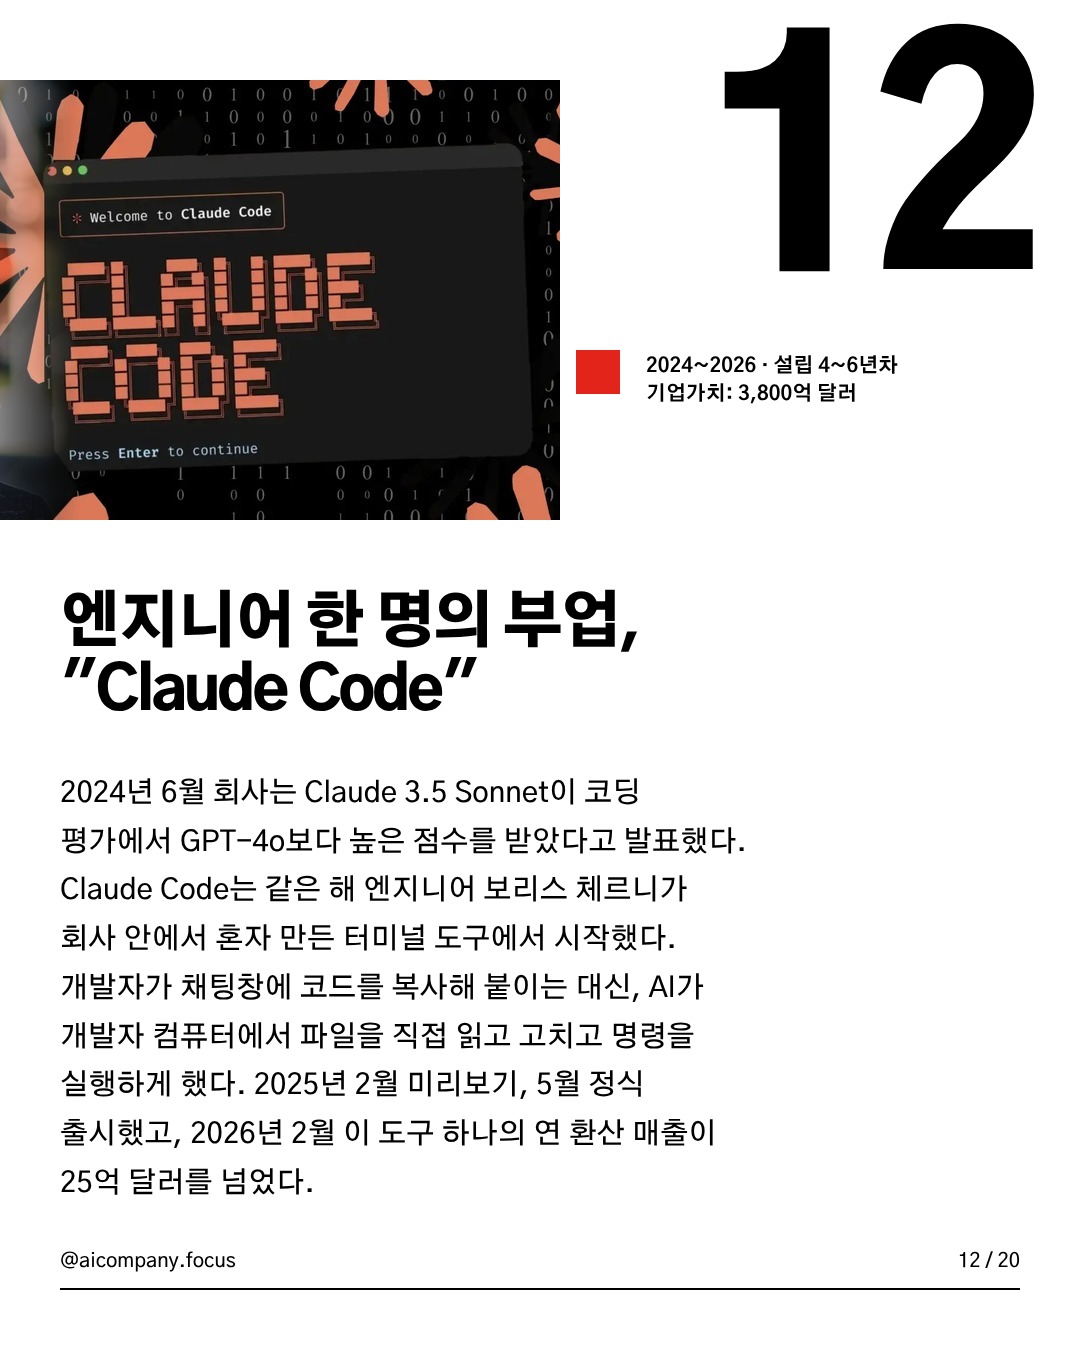 12
Welcome to Claude Code
CLAUDE
CODE
Press Enter to continue
2024~2026 · 설립 4~6년차
기업가치: 3,800억 달러
엔지니어 한 명의 부업,
"Claude Code"
2024년 6월 회사는 Claude 3.5 Sonnet이 코딩
평가에서 GPT-4o보다 높은 점수를 받았다고 발표했다.
Claude Code는 같은 해 엔지니어 보리스 체르니가
회사 안에서 혼자 만든 터미널 도구에서 시작했다.
개발자가 채팅창에 코드를 복사해 붙이는 대신, AI가
개발자 컴퓨터에서 파일을 직접 읽고 고치고 명령을
실행하게 했다. 2025년 2월 미리보기, 5월 정식
출시했고, 2026년 2월 이 도구 하나의 연 환산 매출이
25억 달러를 넘었다.
@aicompany.focus
12 / 20